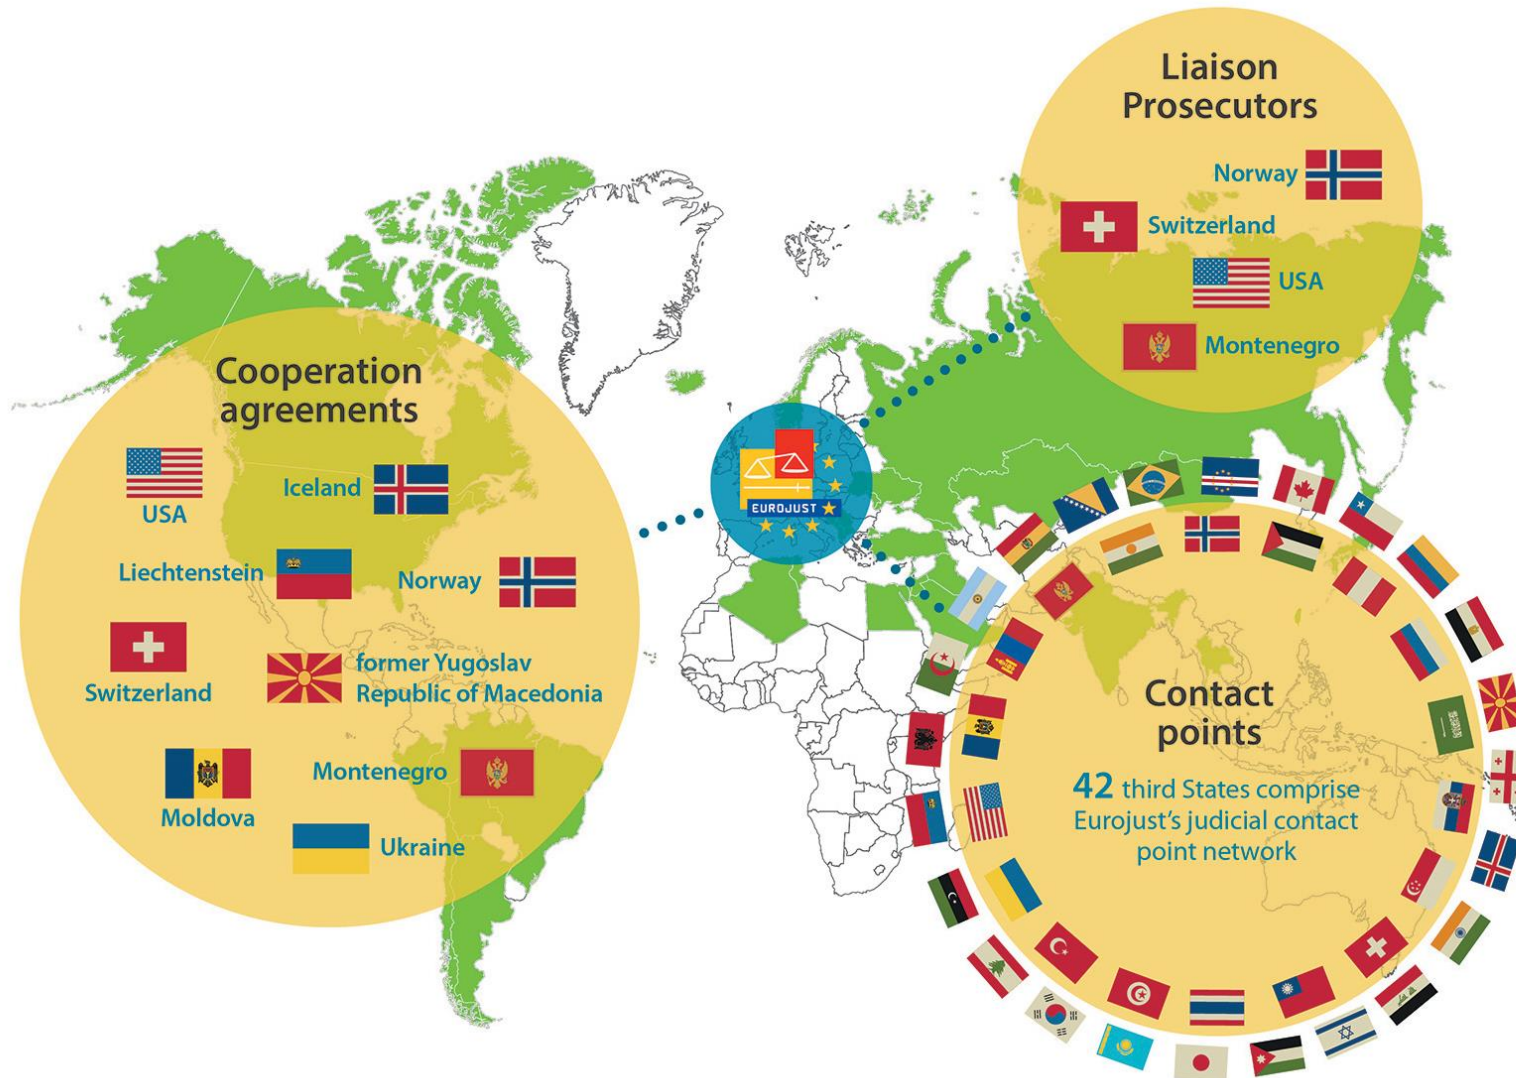 Liaison
Prosecutors
Norway
Switzerland
USA
Montenegro
Cooperation
agreements
USA
Iceland
Liechtenstein
Norway
Switzerland
former Yugoslav
Republic of Macedonia
Moldova
Montenegro
Ukraine
EUROJUST
Contact
points
42 third States comprise
Eurojust's judicial contact
point network